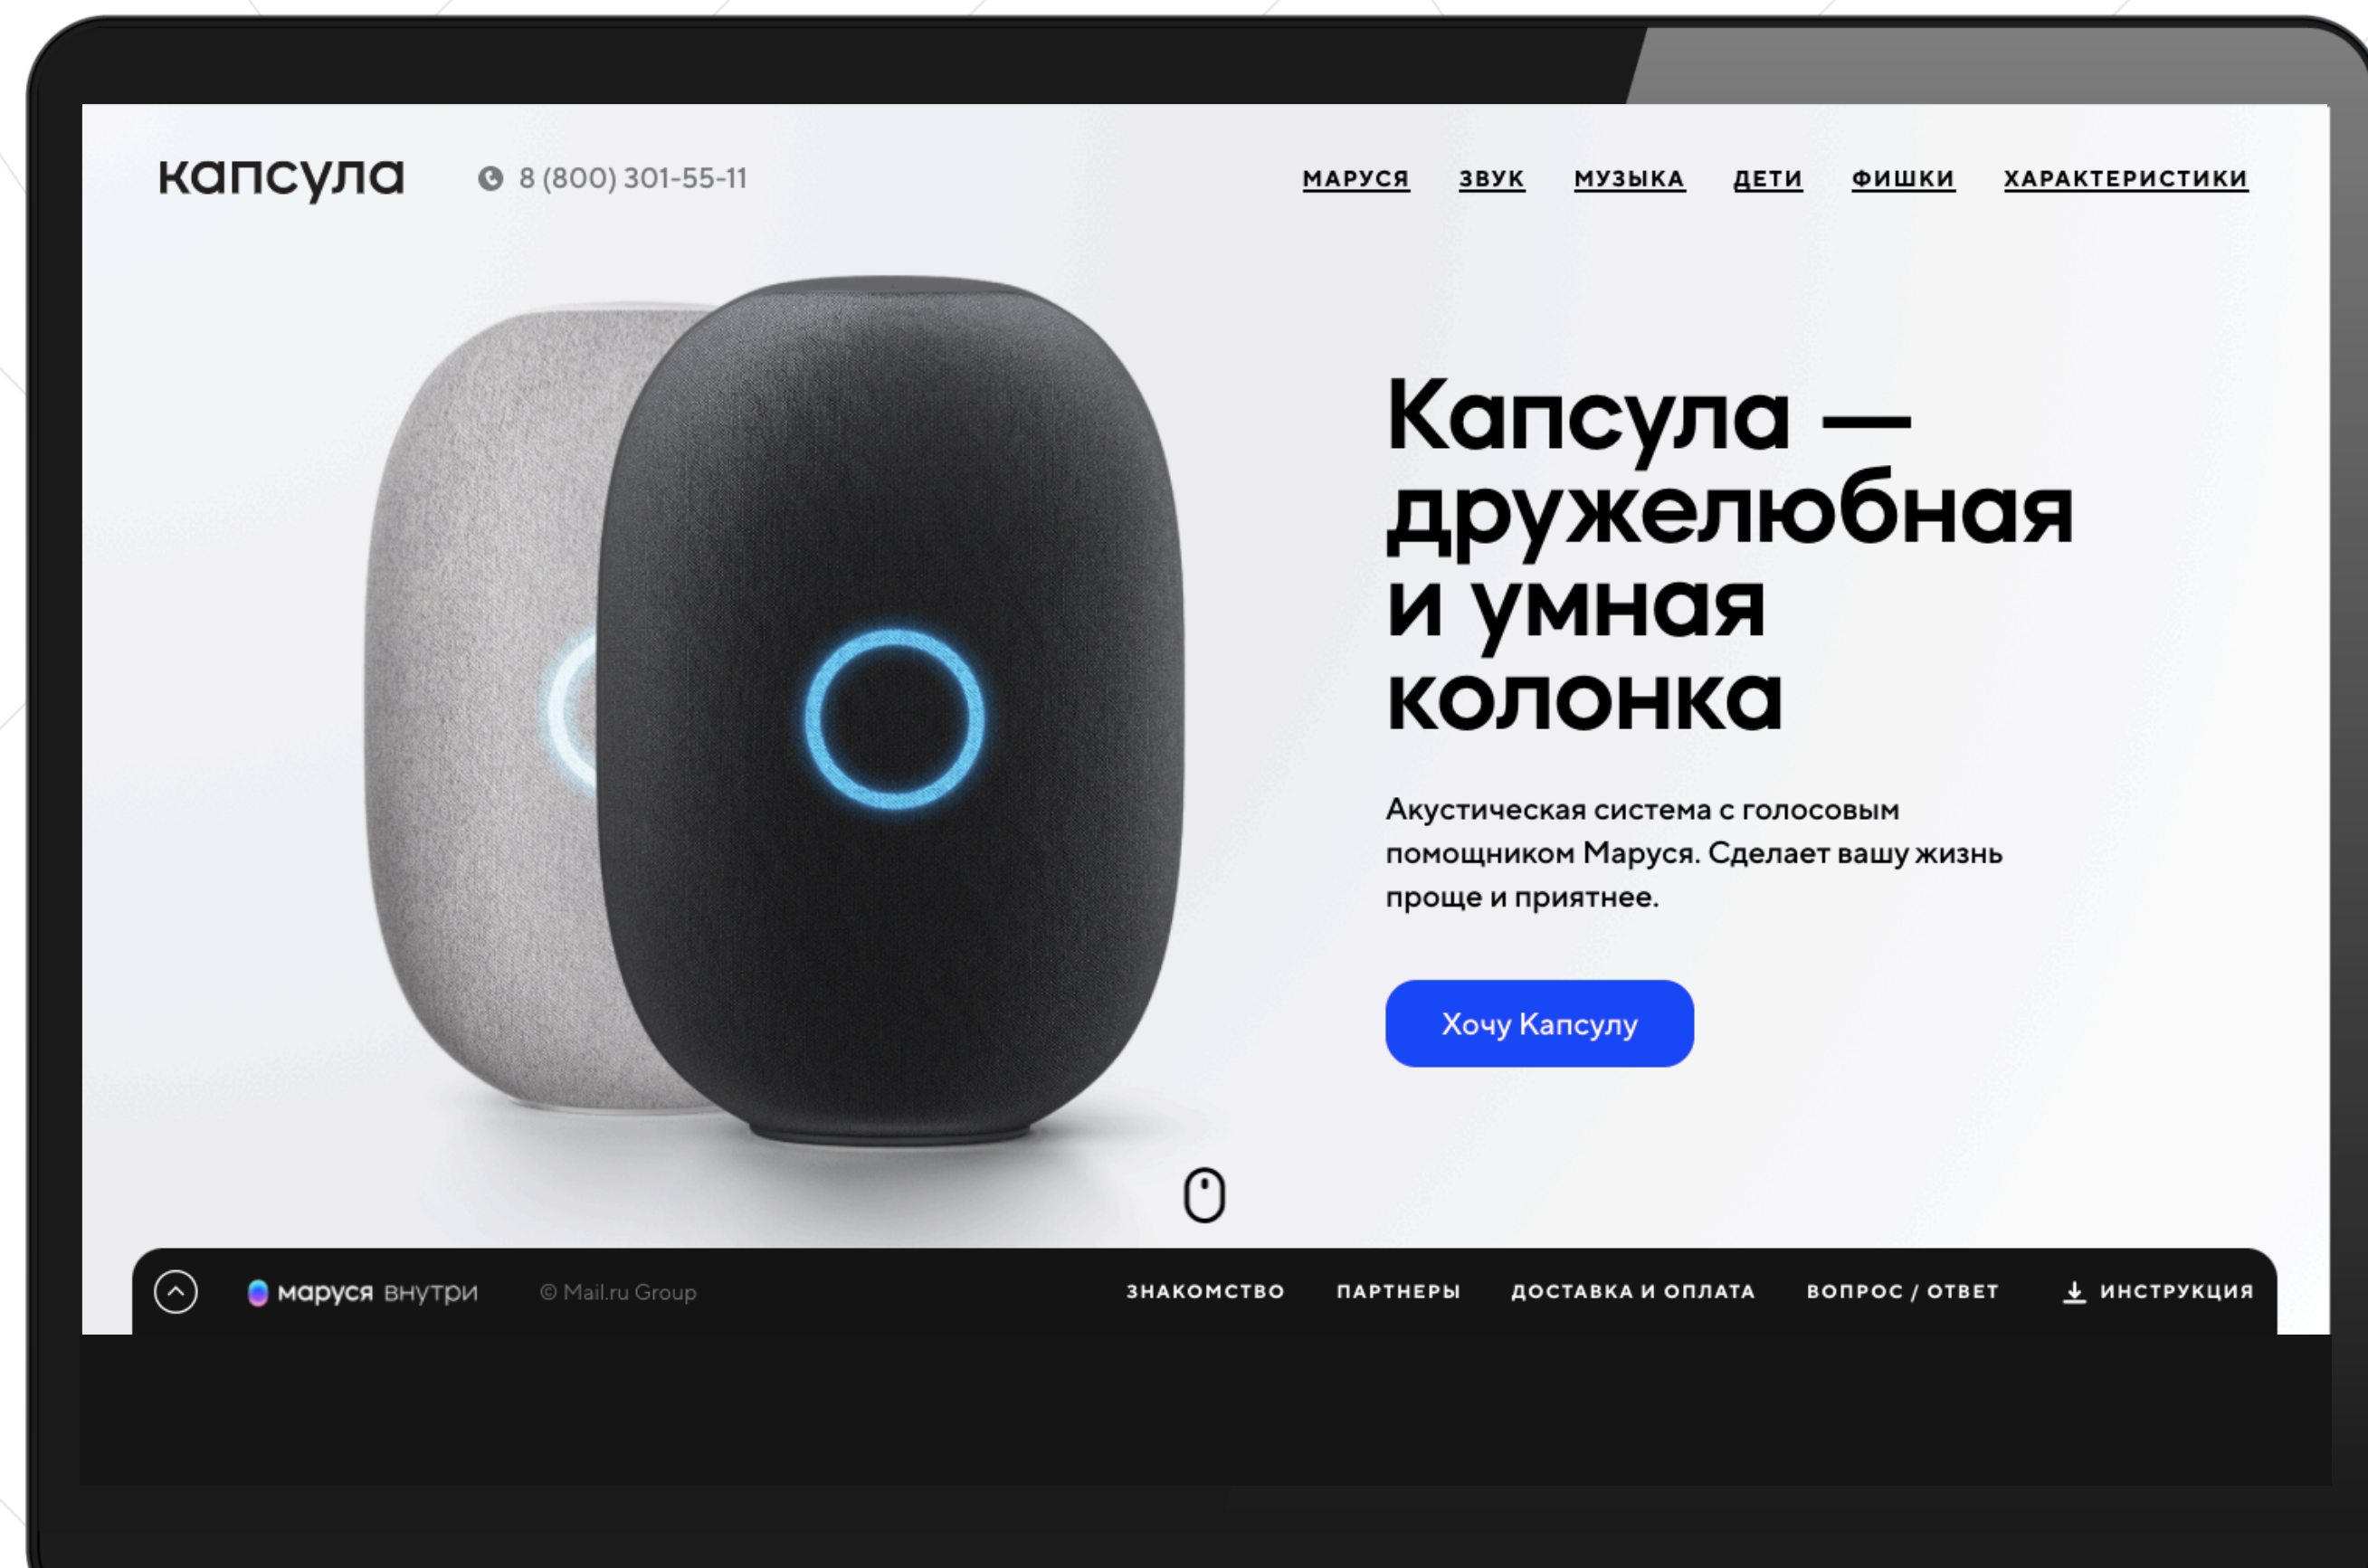 капсула
8 (800) 301-55-11
МАРУСЯ ЗВУК МУЗЫКА ДЕТИ ФИШКИ ХАРАКТЕРИСТИКИ
Капсула —
дружелюбная
и умная
колонка
Акустическая система с голосовым
помощником Маруся. Сделает вашу жизнь
проще и приятнее.
Хочу Капсулу
маруся внутри
© Mail.ru Group
ЗНАКОМСТВО ПАРТНЕРЫ ДОСТАВКА И ОПЛАТА ВОПРОС / ОТВЕТ ИНСТРУКЦИЯ